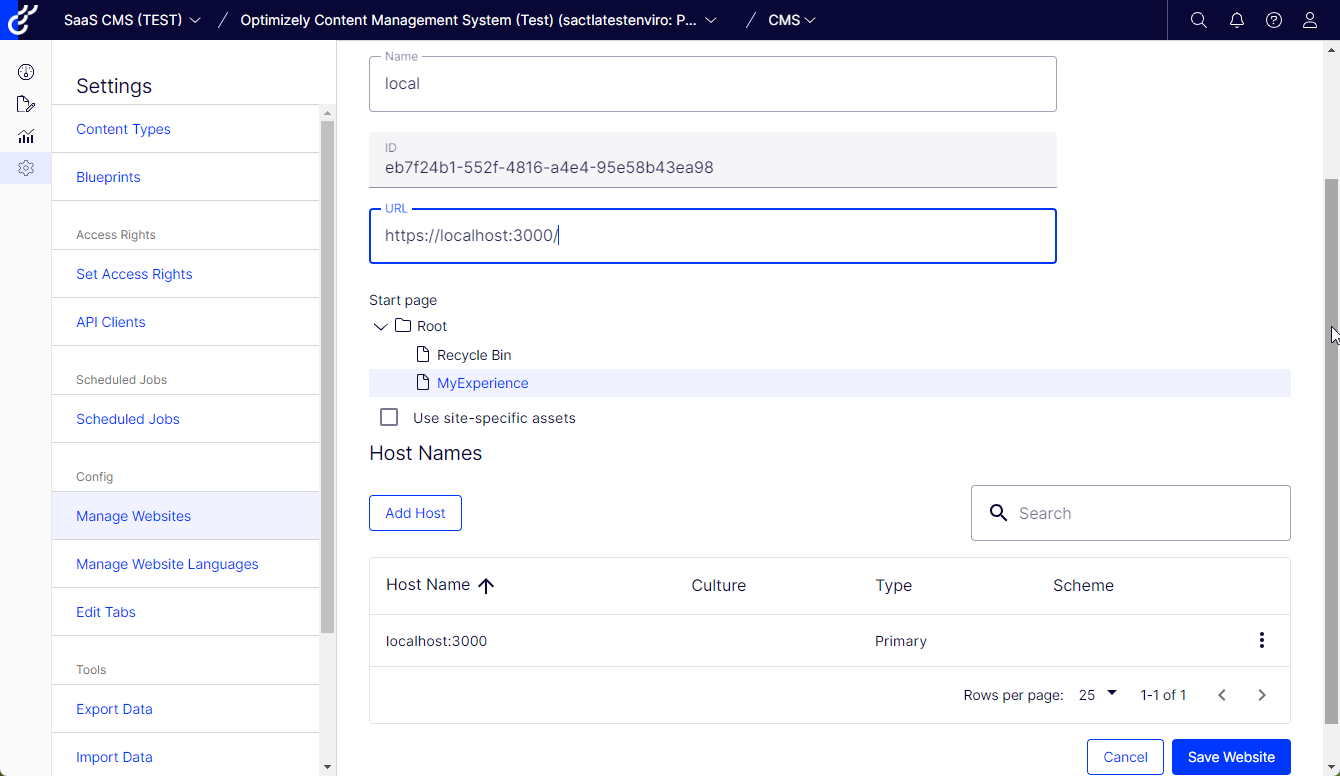 SaaS CMS (TEST) / Optimizely Content Management System (Test) (sactlatestenviro: P... / CMS
Settings
Content Types
Blueprints
Access Rights
Set Access Rights
API Clients
Scheduled Jobs
Scheduled Jobs
Config
Manage Websites
Manage Website Languages
Edit Tabs
Tools
Export Data
Import Data
Name
local
ID
eb7f24b1-552f-4816-a4e4-95e58b43ea98
URL
https://localhost:3000/
Start page
Root
Recycle Bin
MyExperience
Use site-specific assets
Host Names
Add Host
Search
Host Name Culture Type Scheme
localhost:3000 Primary
Rows per page: 25 1-1 of 1
Cancel Save Website